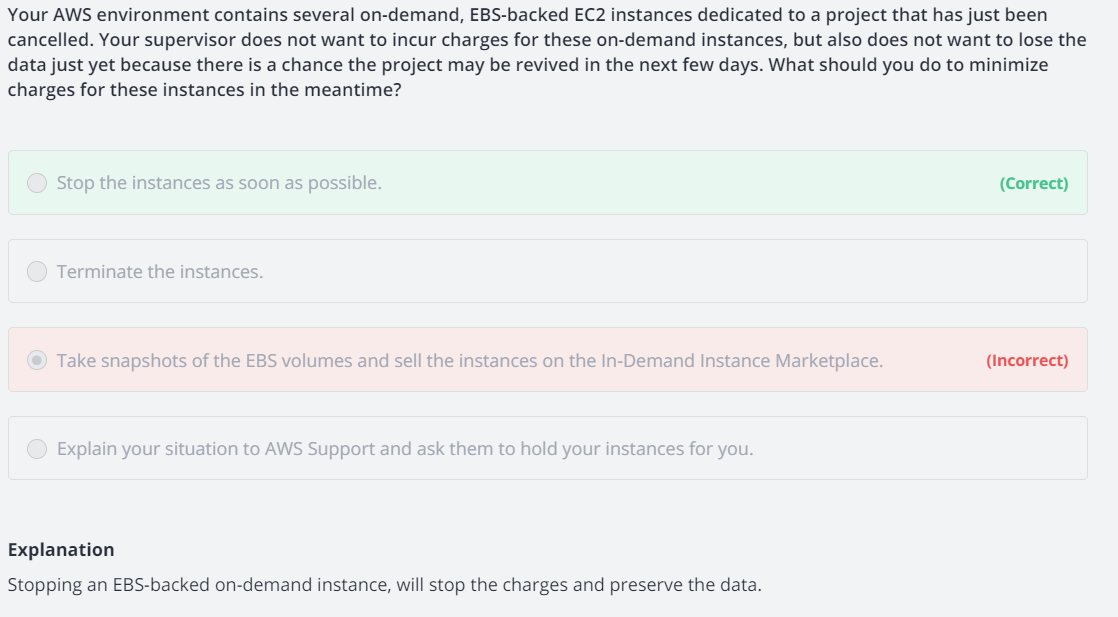 Your AWS environment contains several on-demand, EBS-backed EC2 instances dedicated to a project that has just been
cancelled. Your supervisor does not want to incur charges for these on-demand instances, but also does not want to lose the
data just yet because there is a chance the project may be revived in the next few days. What should you do to minimize
charges for these instances in the meantime?
Stop the instances as soon as possible. (Correct)
Terminate the instances.
Take snapshots of the EBS volumes and sell the instances on the In-Demand Instance Marketplace. (Incorrect)
Explain your situation to AWS Support and ask them to hold your instances for you.
Explanation
Stopping an EBS-backed on-demand instance, will stop the charges and preserve the data.